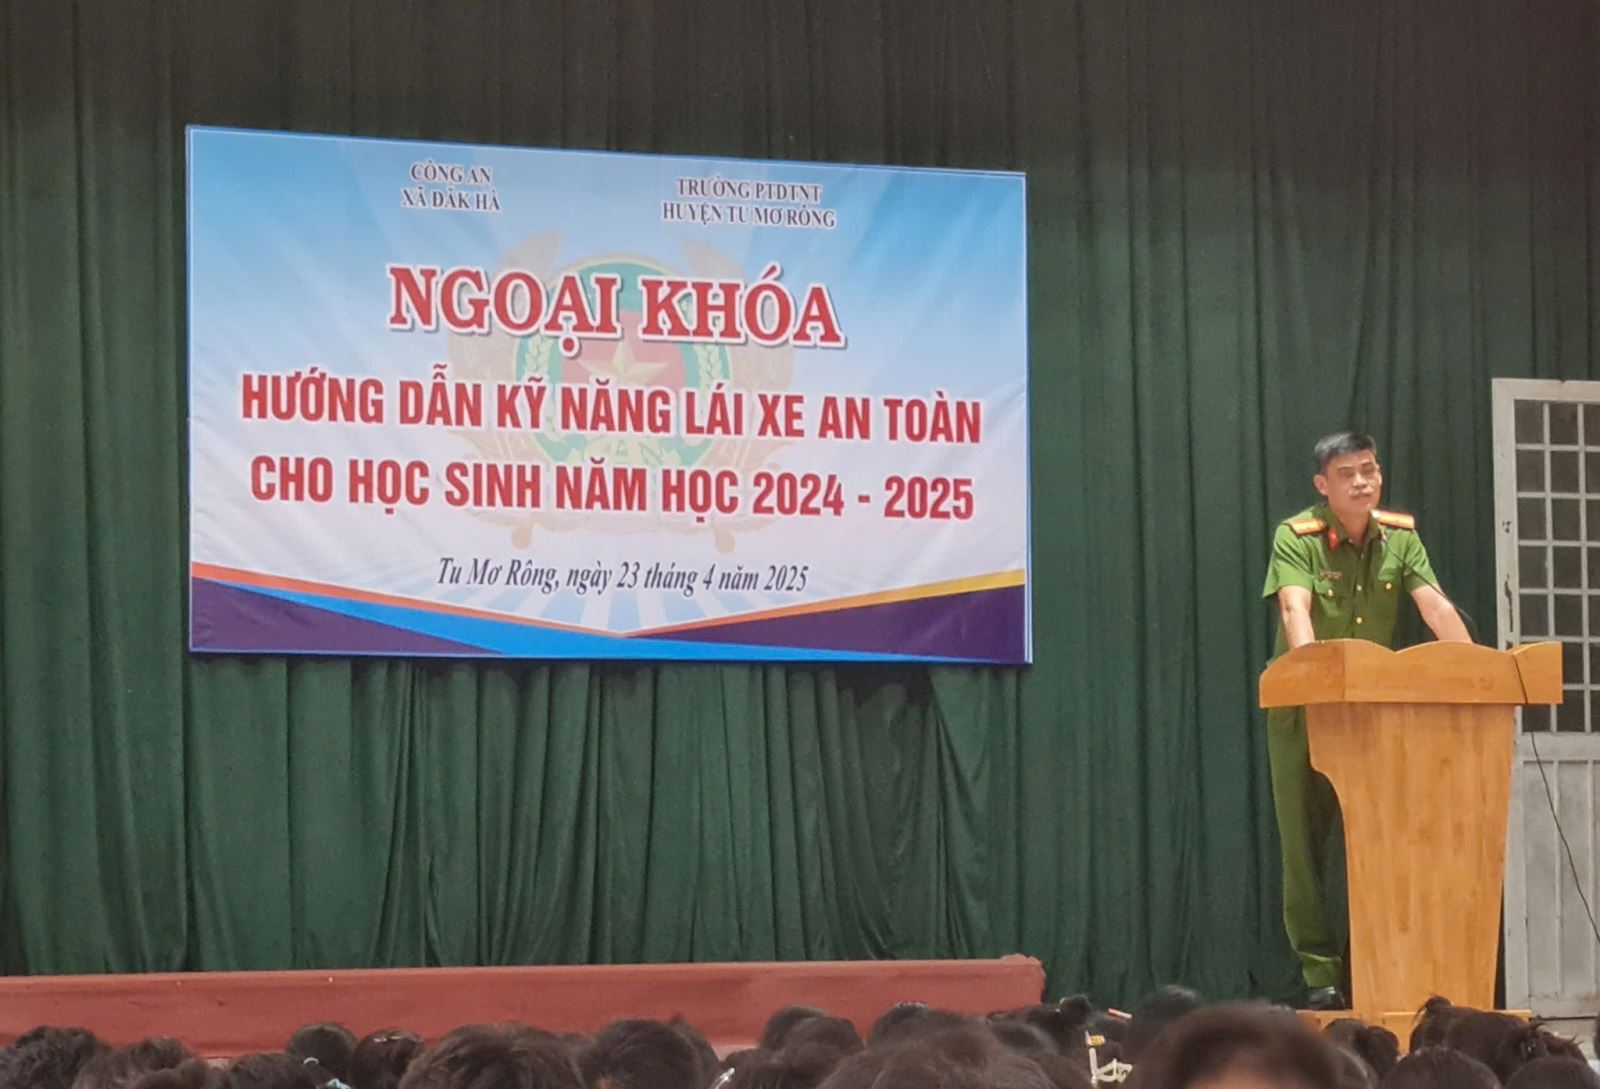 CÔNG AN
XÃ ĐĂK HÀ
TRƯỜNG PTDTNT
HUYỆN TU MƠ RÔNG
NGOẠI KHÓA
HƯỚNG DẪN KỸ NĂNG LÁI XE AN TOÀN
CHO HỌC SINH NĂM HỌC 2024 - 2025
Tu Mơ Rông, ngày 23 tháng 4 năm 2025